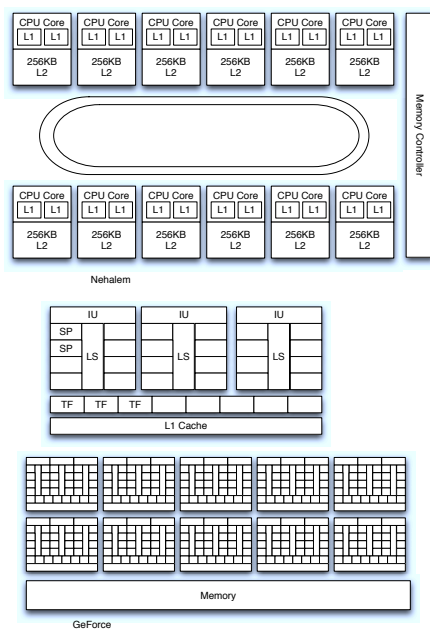 CPU Core CPU Core CPU Core CPU Core CPU Core CPU Core
L1 L1 L1 L1 L1 L1 L1 L1 L1 L1 L1 L1
256KB 256KB 256KB 256KB 256KB 256KB
L2 L2 L2 L2 L2 L2
Memory Controller
CPU Core CPU Core CPU Core CPU Core CPU Core CPU Core
L1 L1 L1 L1 L1 L1 L1 L1 L1 L1 L1 L1
256KB 256KB 256KB 256KB 256KB 256KB
L2 L2 L2 L2 L2 L2
Nehalem
IU IU IU
SP
SP
LS LS LS
TF TF TF
L1 Cache
Memory
GeForce